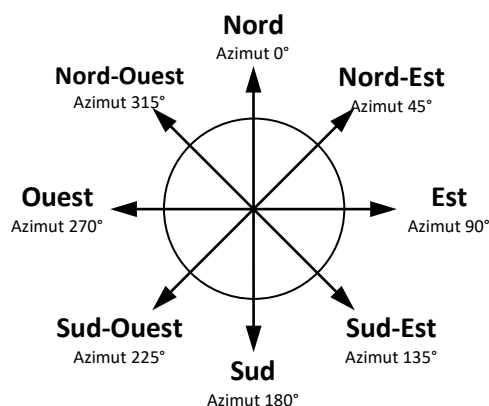 Nord
Azimut 0°
Nord-Ouest
Azimut 315°
Nord-Est
Azimut 45°
Ouest
Azimut 270°
Est
Azimut 90°
Sud-Ouest
Azimut 225°
Sud-Est
Azimut 135°
Sud
Azimut 180°